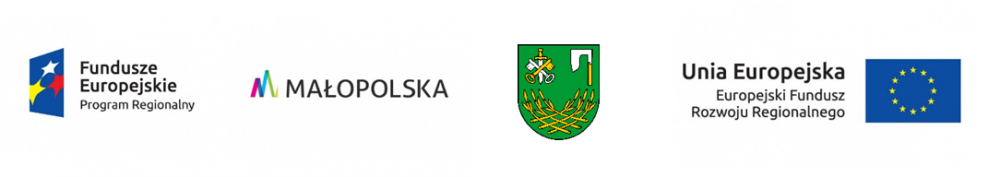 Fundusze
Europejskie
Program Regionalny
MAŁOPOLSKA
Unia Europejska
Europejski Fundusz
Rozwoju Regionalnego